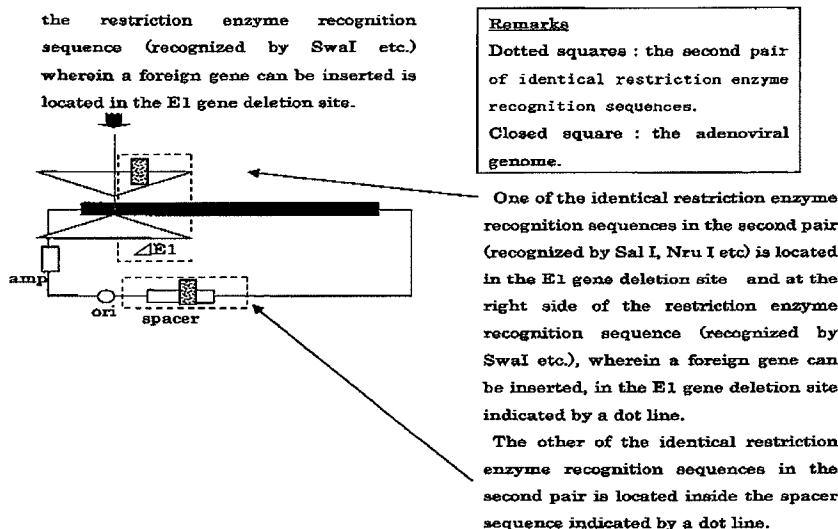 the restriction enzyme recognition
sequence (recognized by SwaI etc.)
wherein a foreign gene can be inserted is
located in the E1 gene deletion site.
Remarks
Dotted squares : the second pair
of identical restriction enzyme
recognition sequences.
Closed square : the adenoviral
genome.
⊿E1
amp
ori
spacer
One of the identical restriction enzyme
recognition sequences in the second pair
(recognized by Sal I, Nru I etc) is located
in the E1 gene deletion site and at the
right side of the restriction enzyme
recognition sequence (recognized by
SwaI etc.), wherein a foreign gene can
be inserted, in the E1 gene deletion site
indicated by a dot line.
The other of the identical restriction
enzyme recognition sequences in the
second pair is located inside the spacer
sequence indicated by a dot line.